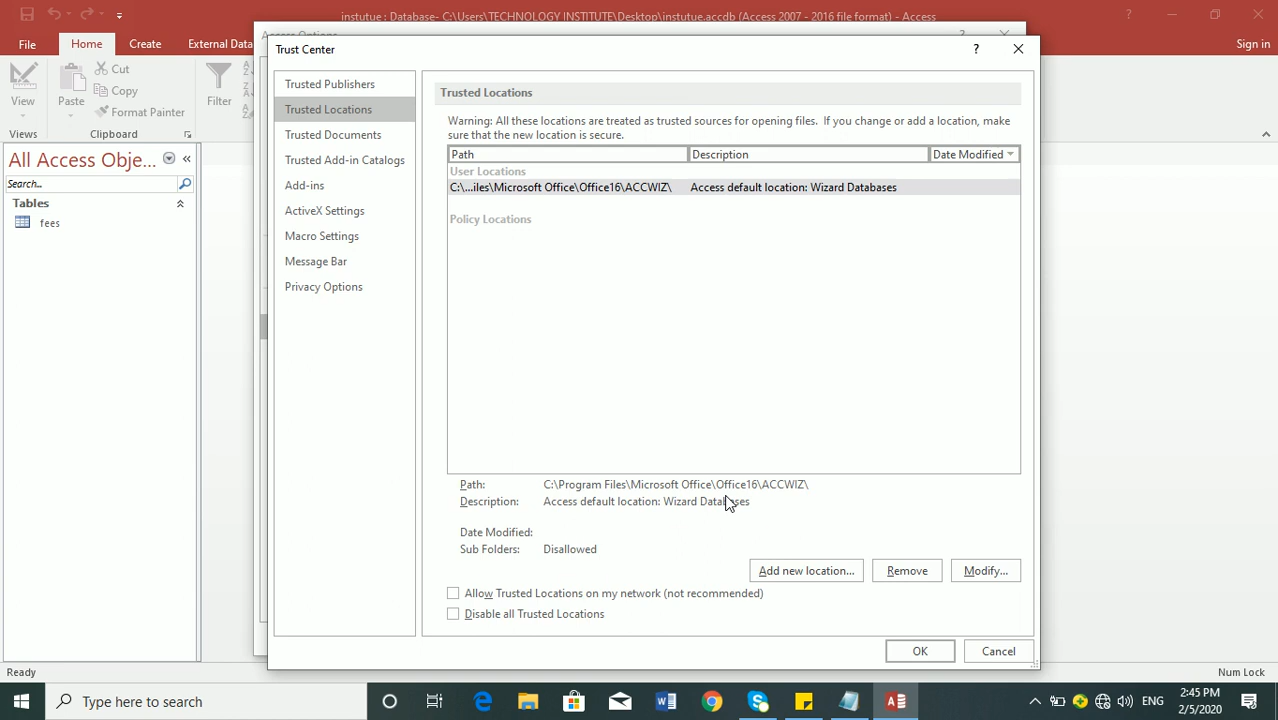 instutue : Database- C:\Users\TECHNOLOGY INSTITUTE\Desktop\instutue.accdb (Access 2007 - 2016 file format) - Access
?
File
Home
Create
External Data
Sign in
Access Options
Trust Center
?
View
Paste
Cut
Copy
Format Painter
Filter
Views
Clipboard
All Access Obje...
Search...
Tables
fees
Trusted Publishers
Trusted Locations
Trusted Documents
Trusted Add-in Catalogs
Add-ins
ActiveX Settings
Macro Settings
Message Bar
Privacy Options
Trusted Locations
Warning: All these locations are treated as trusted sources for opening files. If you change or add a location, make
sure that the new location is secure.
Path Description Date Modified
User Locations
C:\...iles\Microsoft Office\Office16\ACCWIZ\ Access default location: Wizard Databases
Policy Locations
Path: C:\Program Files\Microsoft Office\Office16\ACCWIZ\
Description: Access default location: Wizard Databases
Date Modified:
Sub Folders: Disallowed
Add new location... Remove Modify...
Allow Trusted Locations on my network (not recommended)
Disable all Trusted Locations
OK Cancel
Ready
Num Lock
Type here to search
ENG
2:45 PM
2/5/2020